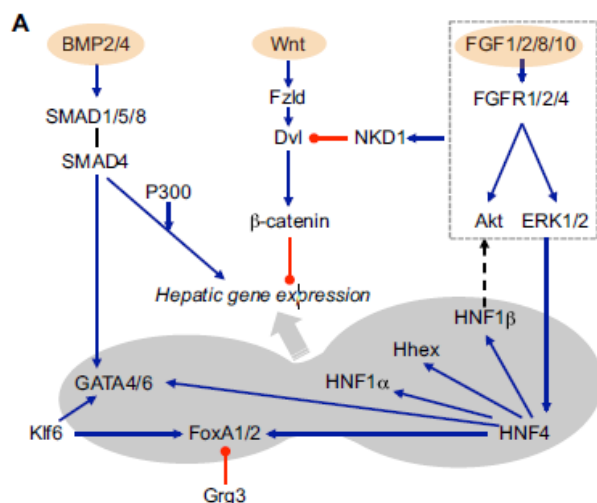 A
BMP2/4
Wnt
FGF1/2/8/10
Fzld
FGFR1/2/4
SMAD1/5/8
Dvl
NKD1
SMAD4
P300
β-catenin
Akt
ERK1/2
Hepatic gene expression
HNF1β
Hhex
GATA4/6
HNF1α
Klf6
FoxA1/2
HNF4
Grg3